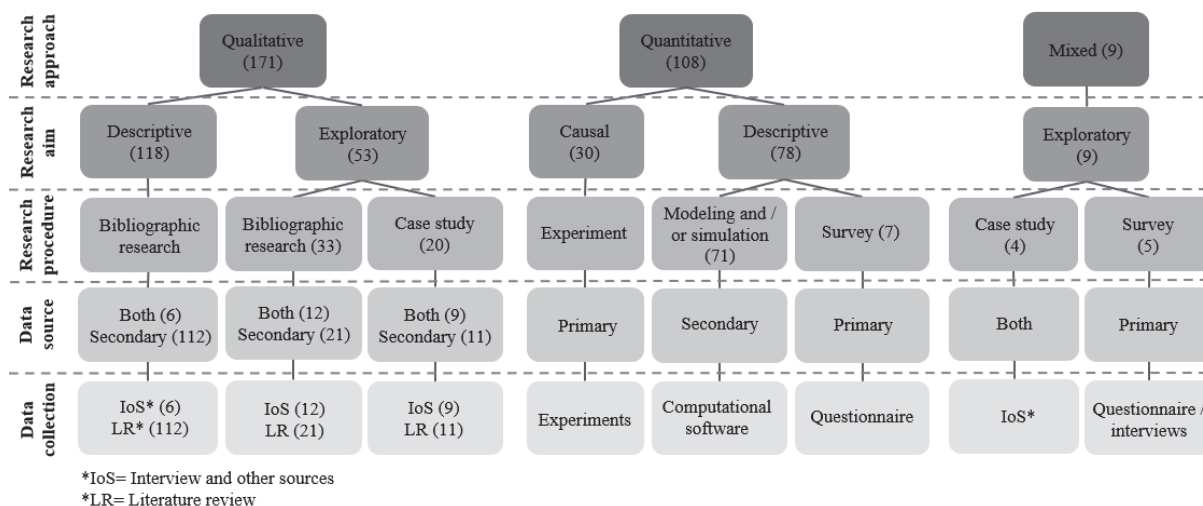 Research
approach
Qualitative
(171)
Quantitative
(108)
Mixed (9)
Research
aim
Descriptive
(118)
Exploratory
(53)
Causal
(30)
Descriptive
(78)
Exploratory
(9)
Research
procedure
Bibliographic
research
Bibliographic
research (33)
Case study
(20)
Experiment
Modeling and /
or simulation
(71)
Survey (7)
Case study
(4)
Survey
(5)
Data
source
Both (6)
Secondary (112)
Both (12)
Secondary (21)
Both (9)
Secondary (11)
Primary
Secondary
Primary
Both
Primary
Data
collection
IoS* (6)
LR* (112)
IoS (12)
LR (21)
IoS (9)
LR (11)
Experiments
Computational
software
Questionnaire
IoS*
Questionnaire /
interviews
*IoS= Interview and other sources
*LR= Literature review